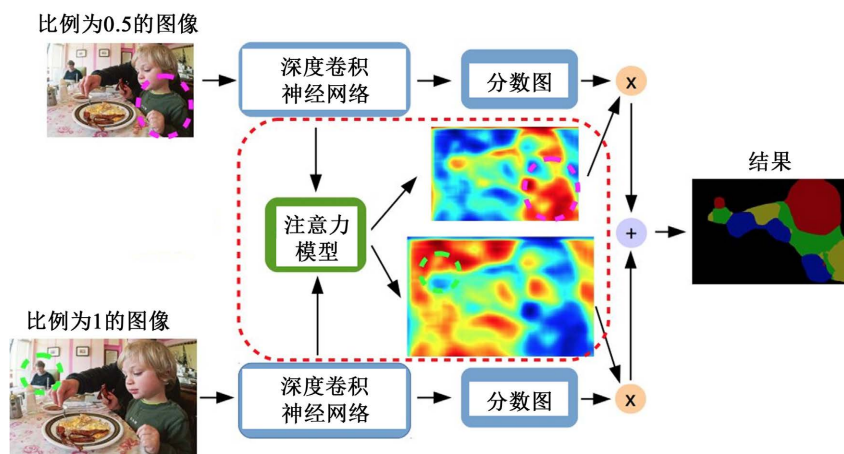 比例为0.5的图像
深度卷积
神经网络
分数图
x
结果
注意力
模型
+
比例为1的图像
深度卷积
神经网络
分数图
x